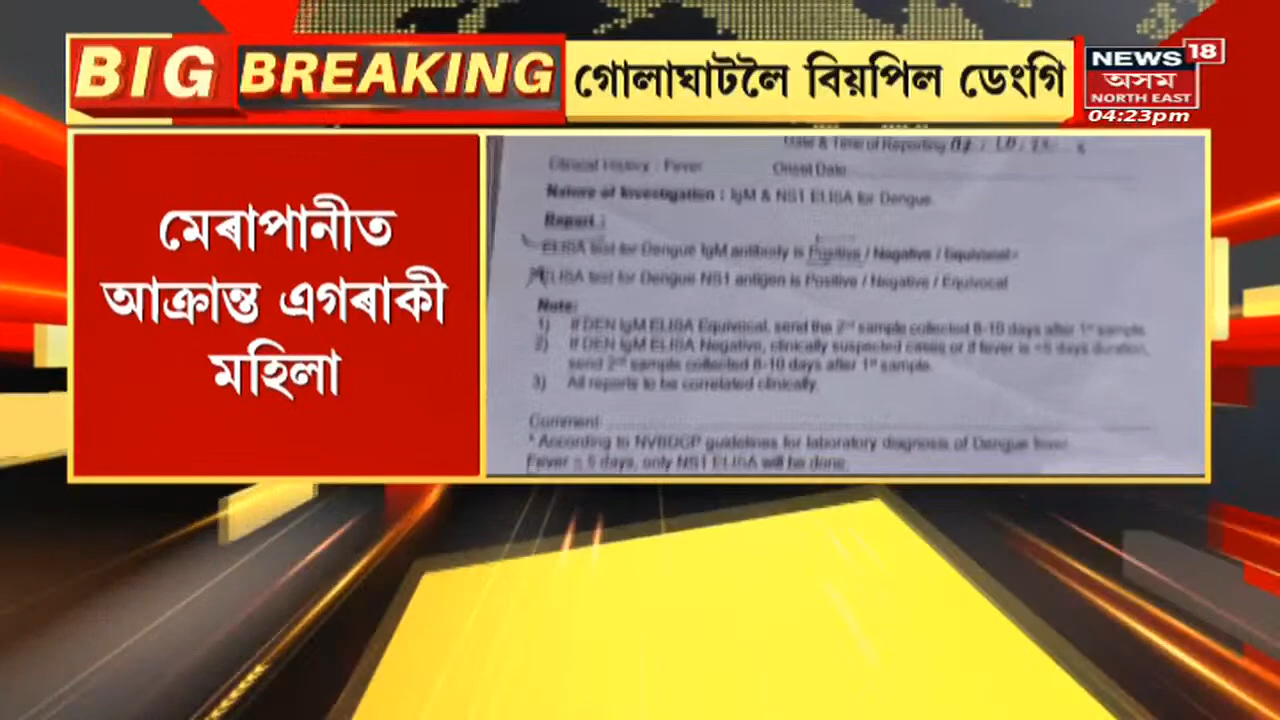 BIG BREAKING গোলাঘাটলৈ বিয়পিল ডেংগি
NEWS 18
অসম
NORTH EAST
04:23pm
মেৰাপানীত
আক্ৰান্ত এগৰাকী
মহিলা
Date & Time of Reporting
Clinical History : Fever Onset Date
Nature of Investigation : IgM & NS1 ELISA for Dengue.
Report :
ELISA test for Dengue IgM antibody is Positive / Negative / Equivocal
ELISA test for Dengue NS1 antigen is Positive / Negative / Equivocal
Note:
1) If DEN IgM ELISA Equivocal, send the 2nd sample collected 8-10 days after 1st sample.
2) If DEN IgM ELISA Negative, clinically suspected cases or if fever is <5 days duration,
send 2nd sample collected 8-10 days after 1st sample.
3) All reports to be correlated clinically.
Comment
* According to NVBDCP guidelines for laboratory diagnosis of Dengue fever
Fever < 5 days, only NS1 ELISA will be done.